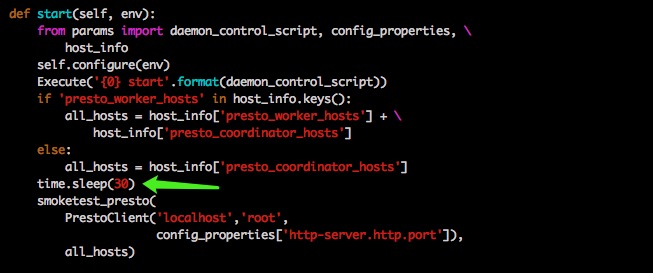 def start(self, env):
    from params import daemon_control_script, config_properties, \
        host_info
    self.configure(env)
    Execute('{0} start'.format(daemon_control_script))
    if 'presto_worker_hosts' in host_info.keys():
        all_hosts = host_info['presto_worker_hosts'] + \
            host_info['presto_coordinator_hosts']
    else:
        all_hosts = host_info['presto_coordinator_hosts']
    time.sleep(30)
    smoketest_presto(
        PrestoClient('localhost','root',
                     config_properties['http-server.http.port']),
        all_hosts)